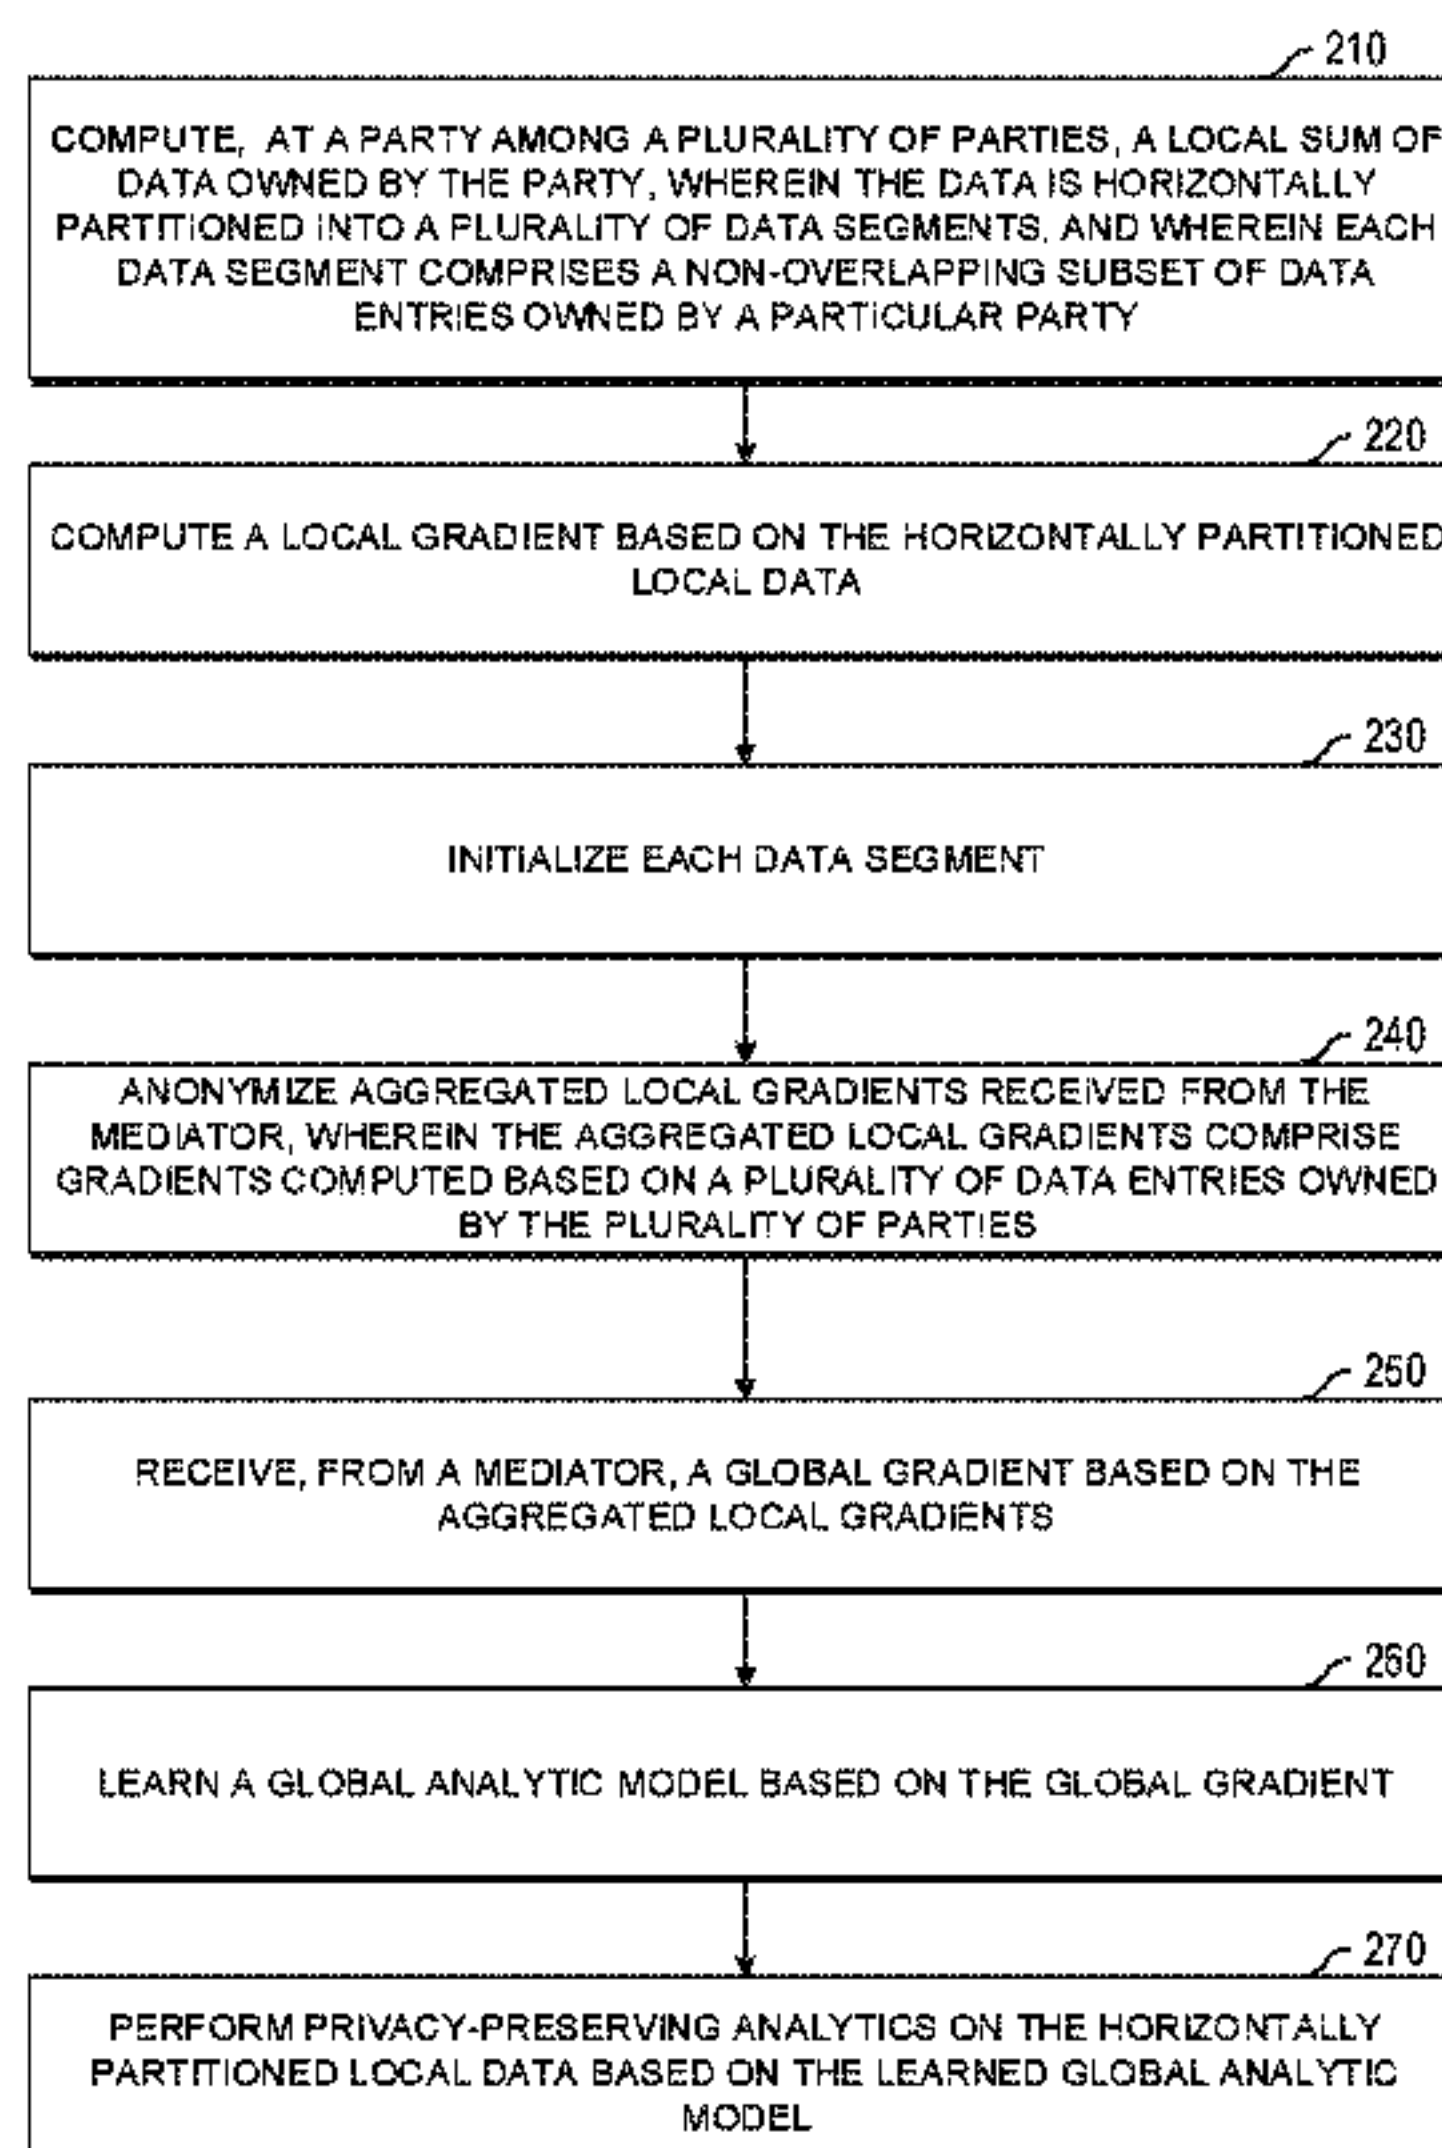 210
COMPUTE, AT A PARTY AMONG A PLURALITY OF PARTIES, A LOCAL SUM OF
DATA OWNED BY THE PARTY, WHEREIN THE DATA IS HORIZONTALLY
PARTITIONED INTO A PLURALITY OF DATA SEGMENTS, AND WHEREIN EACH
DATA SEGMENT COMPRISES A NON-OVERLAPPING SUBSET OF DATA
ENTRIES OWNED BY A PARTICULAR PARTY
220
COMPUTE A LOCAL GRADIENT BASED ON THE HORIZONTALLY PARTITIONED
LOCAL DATA
230
INITIALIZE EACH DATA SEGMENT
240
ANONYMIZE AGGREGATED LOCAL GRADIENTS RECEIVED FROM THE
MEDIATOR, WHEREIN THE AGGREGATED LOCAL GRADIENTS COMPRISE
GRADIENTS COMPUTED BASED ON A PLURALITY OF DATA ENTRIES OWNED
BY THE PLURALITY OF PARTIES
250
RECEIVE, FROM A MEDIATOR, A GLOBAL GRADIENT BASED ON THE
AGGREGATED LOCAL GRADIENTS
260
LEARN A GLOBAL ANALYTIC MODEL BASED ON THE GLOBAL GRADIENT
270
PERFORM PRIVACY-PRESERVING ANALYTICS ON THE HORIZONTALLY
PARTITIONED LOCAL DATA BASED ON THE LEARNED GLOBAL ANALYTIC
MODEL